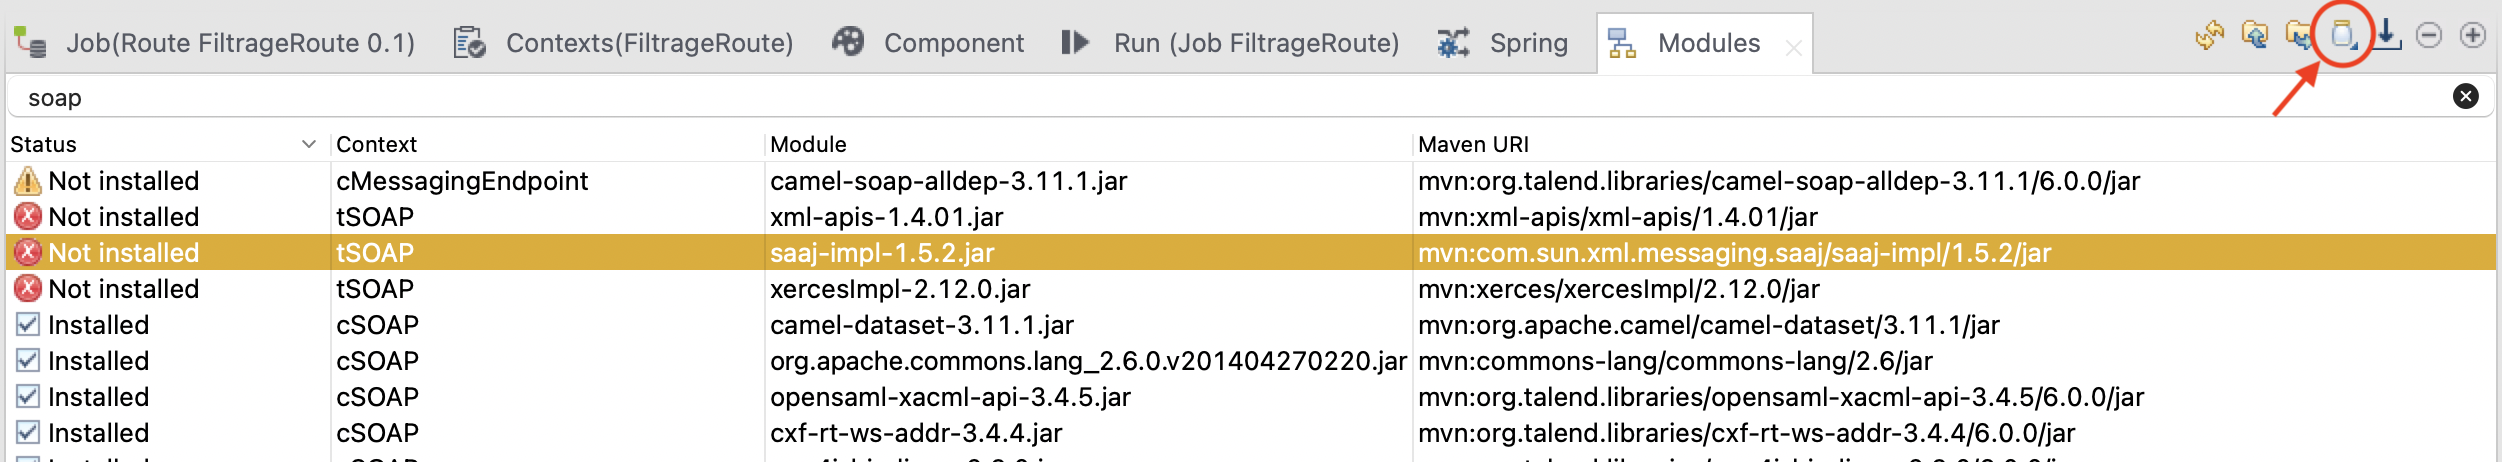 Job(Route FiltrageRoute 0.1) Contexts(FiltrageRoute) Component Run (Job FiltrageRoute) Spring Modules
soap
Status Context Module Maven URI
Not installed cMessagingEndpoint camel-soap-alldep-3.11.1.jar mvn:org.talend.libraries/camel-soap-alldep-3.11.1/6.0.0/jar
Not installed tSOAP xml-apis-1.4.01.jar mvn:xml-apis/xml-apis/1.4.01/jar
Not installed tSOAP saaj-impl-1.5.2.jar mvn:com.sun.xml.messaging.saaj/saaj-impl/1.5.2/jar
Not installed tSOAP xercesImpl-2.12.0.jar mvn:xerces/xercesImpl/2.12.0/jar
Installed cSOAP camel-dataset-3.11.1.jar mvn:org.apache.camel/camel-dataset/3.11.1/jar
Installed cSOAP org.apache.commons.lang_2.6.0.v201404270220.jar mvn:commons-lang/commons-lang/2.6/jar
Installed cSOAP opensaml-xacml-api-3.4.5.jar mvn:org.talend.libraries/opensaml-xacml-api-3.4.5/6.0.0/jar
Installed cSOAP cxf-rt-ws-addr-3.4.4.jar mvn:org.talend.libraries/cxf-rt-ws-addr-3.4.4/6.0.0/jar